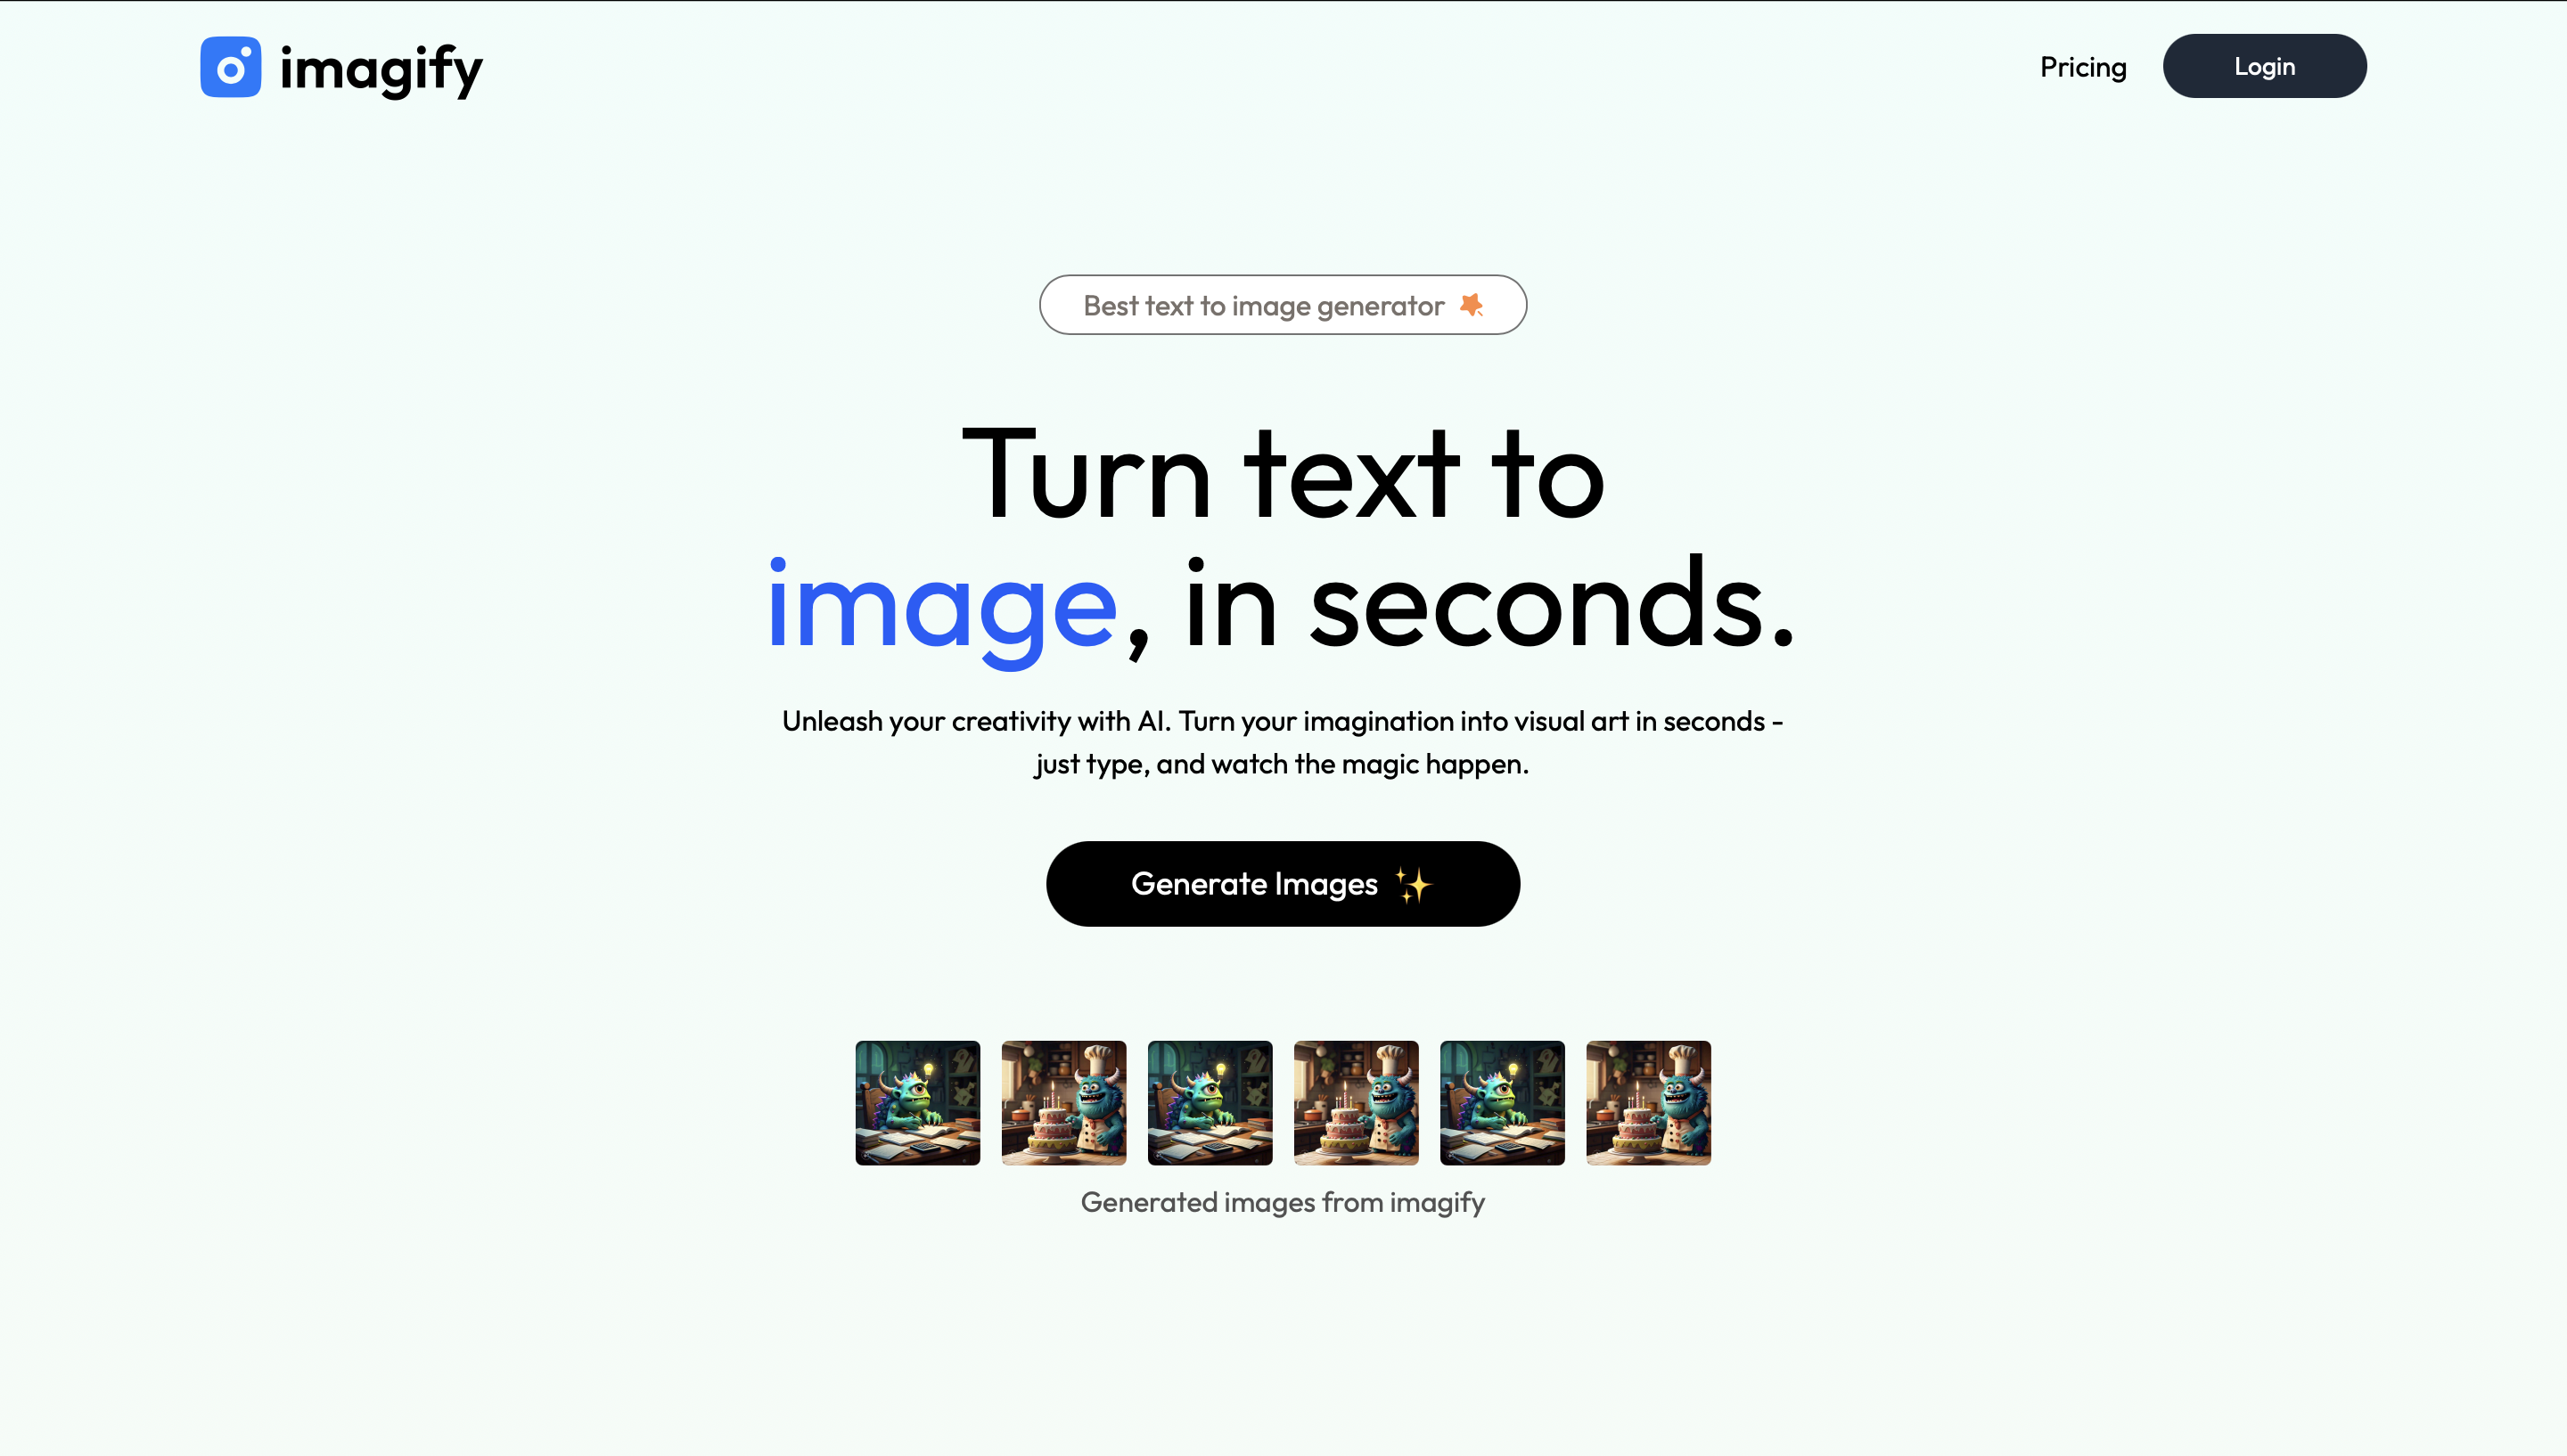 imagify
Pricing
Login
Best text to image generator
Turn text to
image, in seconds.
Unleash your creativity with AI. Turn your imagination into visual art in seconds -
just type, and watch the magic happen.
Generate Images ✨
Generated images from imagify